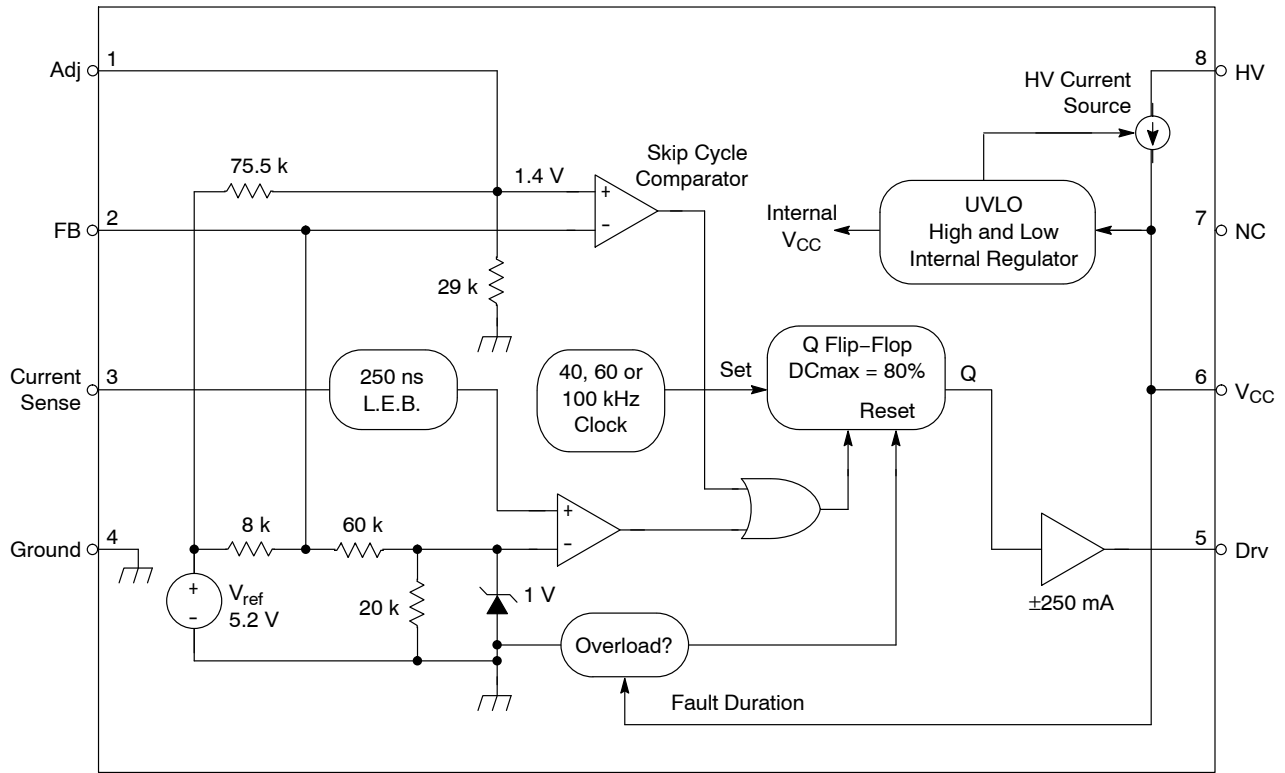 Adj
1
8
HV
HV Current
Source
75.5 k
1.4 V
Skip Cycle
Comparator
+
-
FB
2
Internal
VCC
UVLO
High and Low
Internal Regulator
7
NC
29 k
Current
Sense
3
250 ns
L.E.B.
40, 60 or
100 kHz
Clock
Set
Q Flip−Flop
DCmax = 80%
Reset
Q
6
VCC
Ground
4
8 k
60 k
+
-
5
Drv
±250 mA
+
-
Vref
5.2 V
20 k
1 V
Overload?
Fault Duration